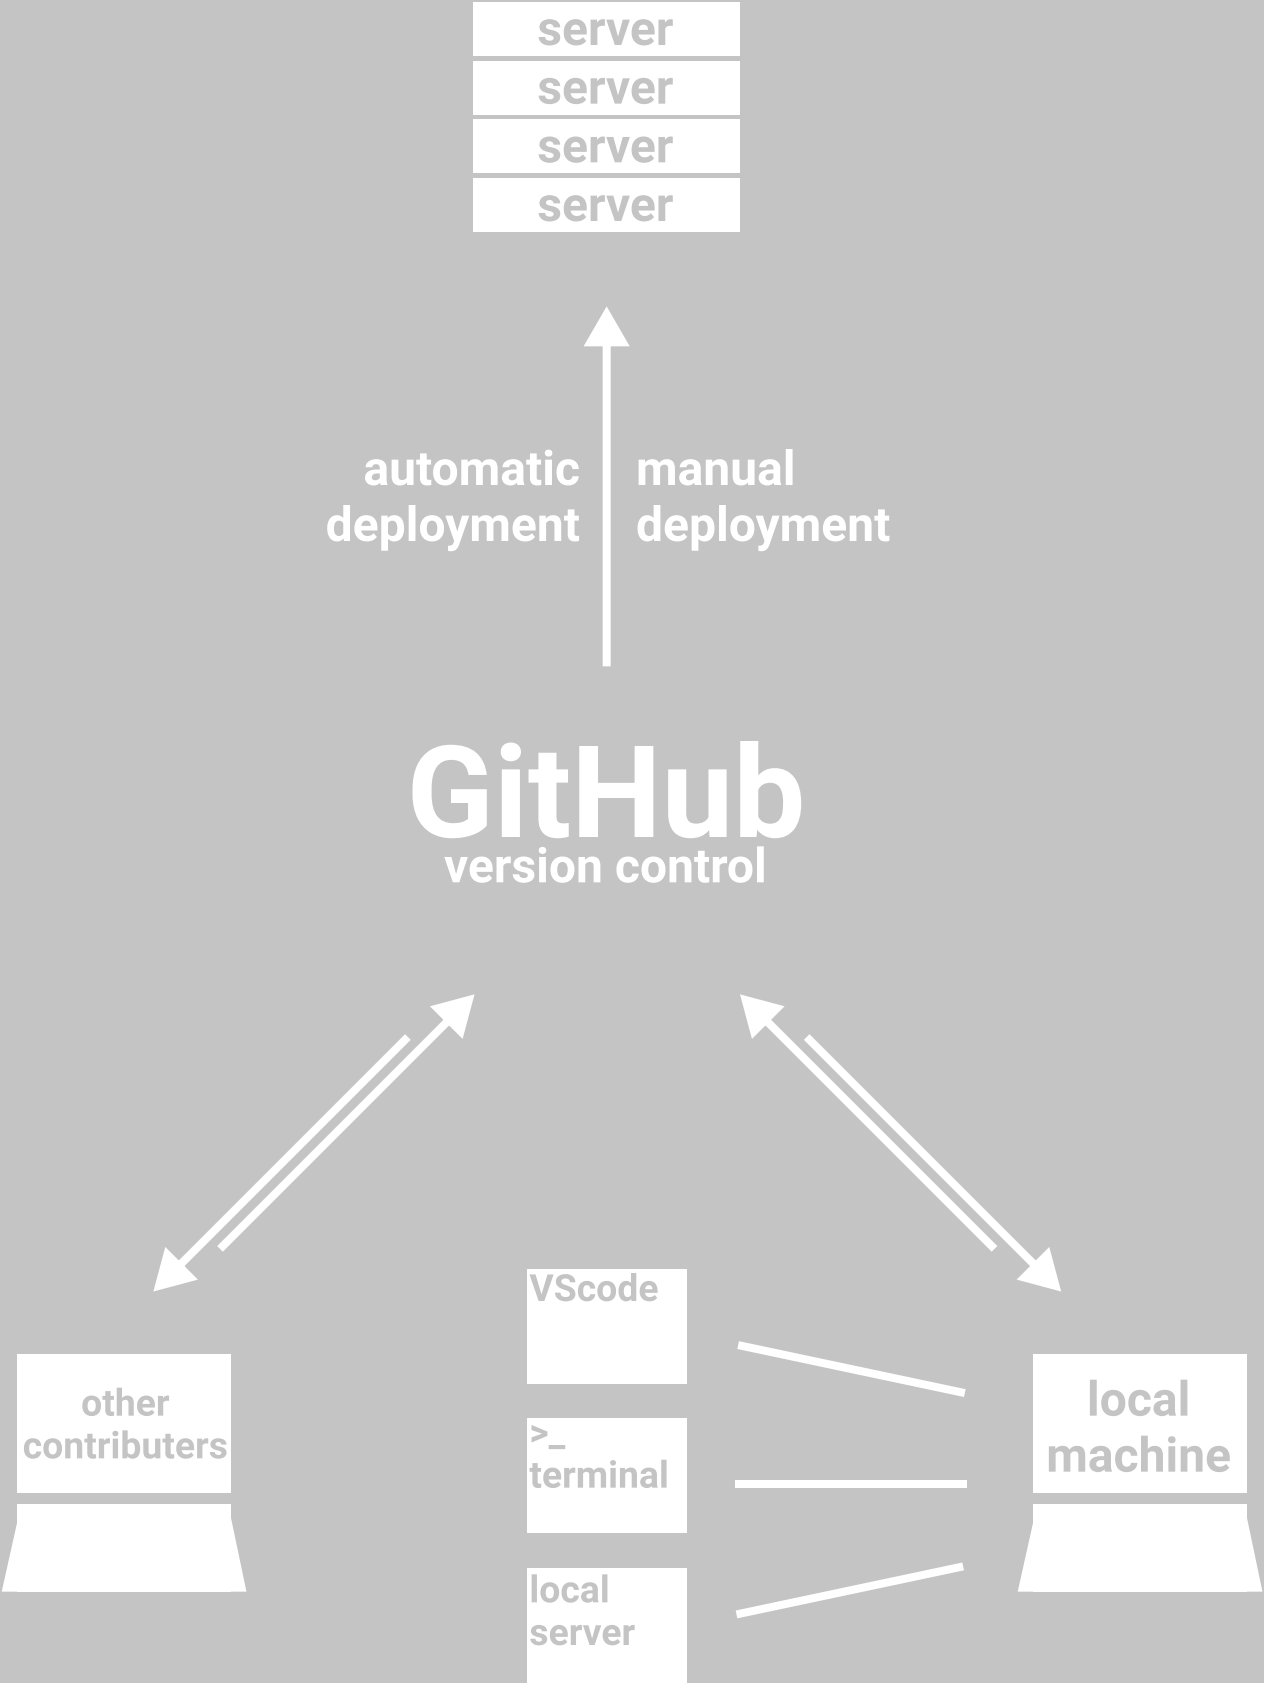 server
server
server
server
automatic
deployment
manual
deployment
GitHub
version control
VScode
>_
terminal
local
server
other
contributers
local
machine